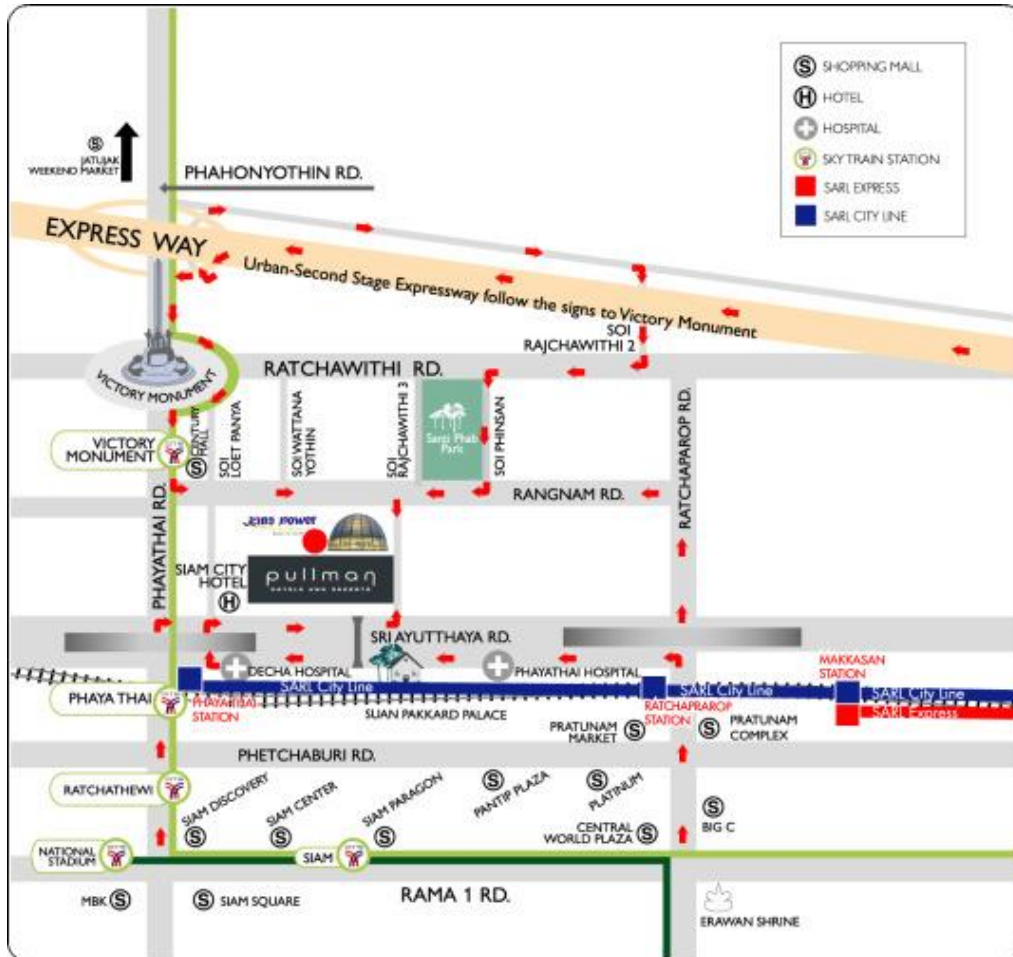 SHOPPING MALL
HOTEL
HOSPITAL
SKY TRAIN STATION
SARL EXPRESS
SARL CITY LINE
JATUJAK
WEEKEND MARKET
PHAHONYOTHIN RD.
EXPRESS WAY
Urban-Second Stage Expressway follow the signs to Victory Monument
SOI
RAJCHAWITHI 2
RATCHAWITHI RD.
VICTORY MONUMENT
VICTORY
MONUMENT
CENTURY
HALL
SOI
LOET PANYA
SOI WATTANA
YOTHIN
SOI
RAJCHAWITHI 3
Santi Phab
Park
SOI PHINSAN
RATCHAPAROP RD.
RANGNAM RD.
PHAYATHAI RD.
king power
SIAM CITY
HOTEL
pullman
HOTELS AND RESORTS
SRI AYUTTHAYA RD.
DECHA HOSPITAL
PHAYATHAI HOSPITAL
MAKKASAN
STATION
SARL City Line
SARL City Line
SARL City Line
SARL Express
PHAYA THAI
PHAYATHAI
STATION
SUAN PAKKARD PALACE
RATCHAPRAROP
STATION
PRATUNAM
MARKET
PRATUNAM
COMPLEX
PHETCHABURI RD.
RATCHATHEWI
SIAM DISCOVERY
SIAM CENTER
SIAM PARAGON
PANTIP PLAZA
PLATINUM
CENTRAL
WORLD PLAZA
BIG C
NATIONAL
STADIUM
SIAM
MBK
SIAM SQUARE
RAMA 1 RD.
ERAWAN SHRINE